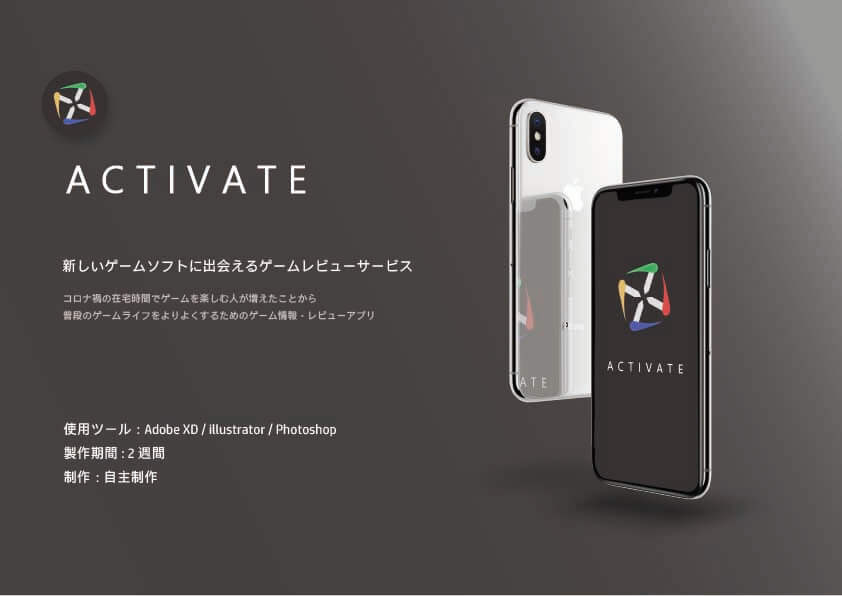 ACTIVATE
新しいゲームソフトに出会えるゲームレビューサービス
コロナ禍の在宅時間でゲームを楽しむ人が増えたことから
普段のゲームライフをよりよくするためのゲーム情報・レビューアプリ
使用ツール : Adobe XD / illustrator / Photoshop
製作期間 : 2 週間
制作 : 自主制作
ATE
ACTIVATE